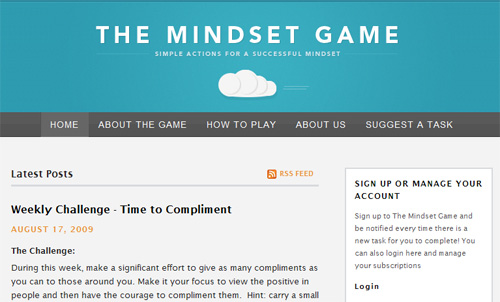 THE MINDSET GAME
SIMPLE ACTIONS FOR A SUCCESSFUL MINDSET
HOME ABOUT THE GAME HOW TO PLAY ABOUT US SUGGEST A TASK
Latest Posts RSS FEED
Weekly Challenge - Time to Compliment
AUGUST 17, 2009
The Challenge:
During this week, make a significant effort to give as many compliments as
you can to those around you. Make it your focus to view the positive in
people and then have the courage to compliment them. Hint: carry a small
SIGN UP OR MANAGE YOUR
ACCOUNT
Sign up to The Mindset Game and
be notified every time there is a
new task for you to complete! You
can also login here and manage
your subscriptions
Login